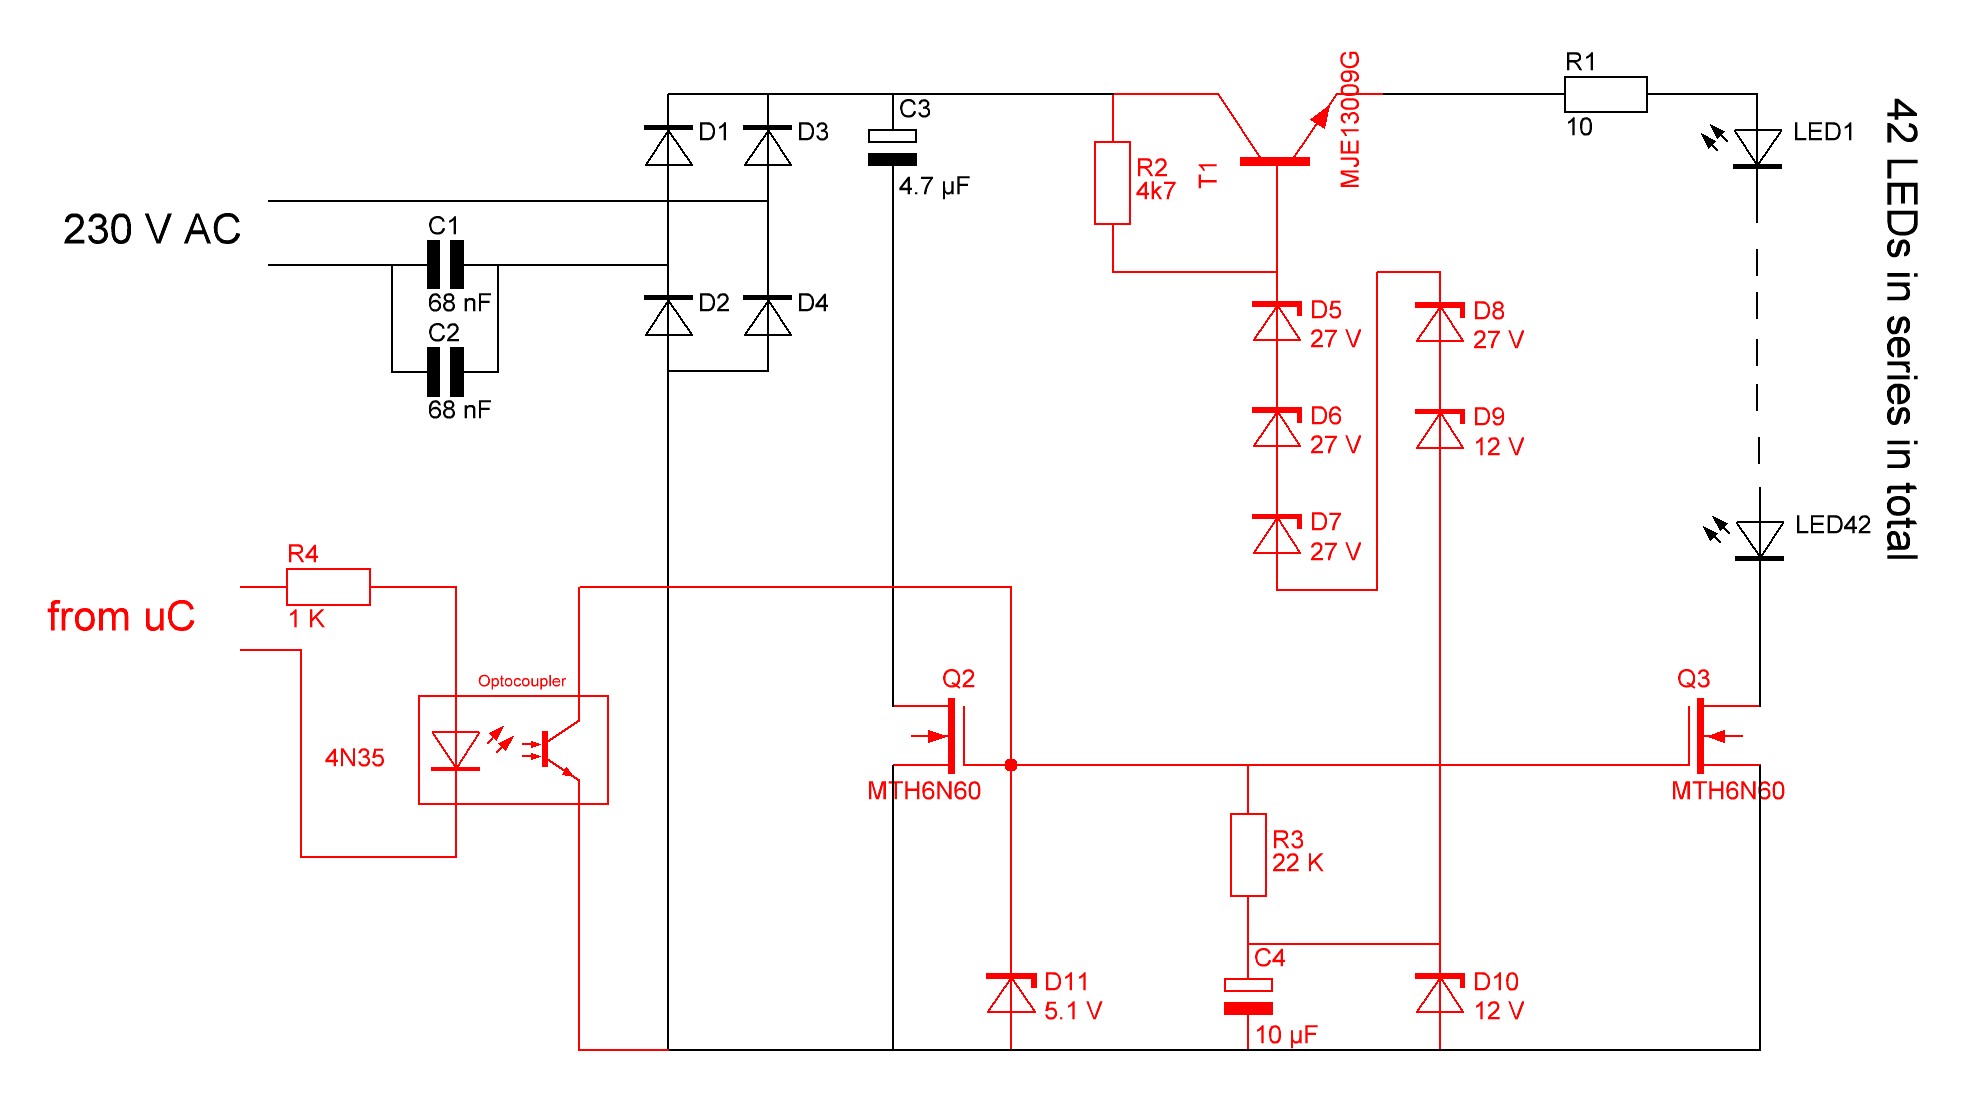 230 V AC
C1
68 nF
C2
68 nF
D1
D3
D2
D4
C3
4.7 µF
R2
4k7
T1
MJE13009G
R1
10
LED1
42 LEDs in series in total
LED42
D5
27 V
D6
27 V
D7
27 V
D8
27 V
D9
12 V
from uC
R4
1 K
Optocoupler
4N35
Q2
MTH6N60
Q3
MTH6N60
R3
22 K
C4
10 µF
D11
5.1 V
D10
12 V